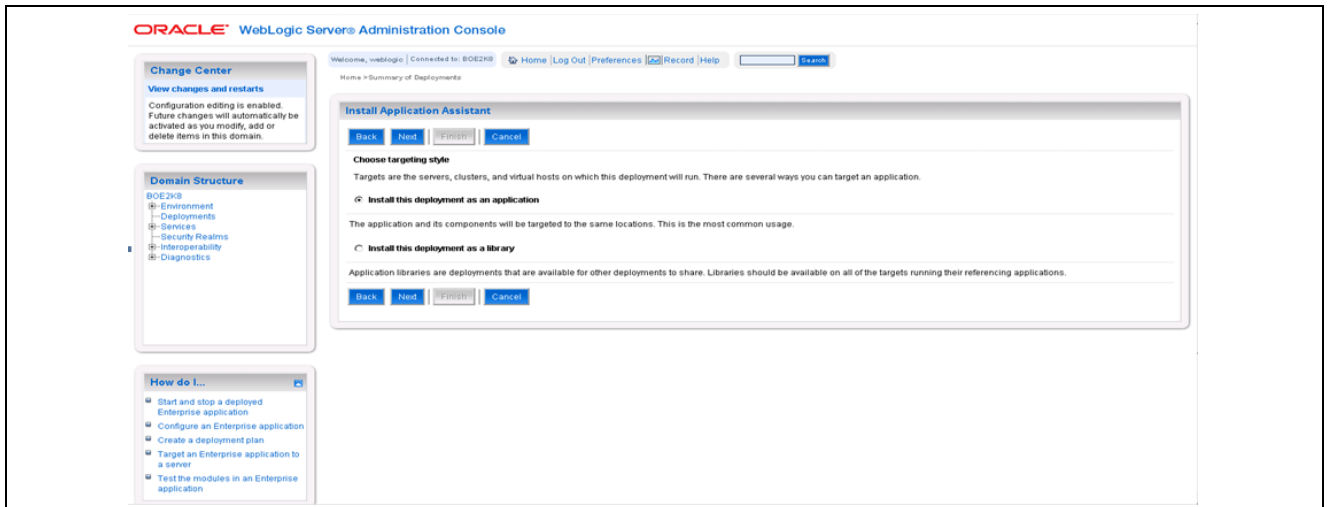 ORACLE® WebLogic Server® Administration Console
Change Center
View changes and restarts
Configuration editing is enabled.
Future changes will automatically be
activated as you modify, add or
delete items in this domain.
Domain Structure
BOE2K8
Environment
Deployments
Services
Security Realms
Interoperability
Diagnostics
How do I...
Start and stop a deployed
Enterprise application
Configure an Enterprise application
Create a deployment plan
Target an Enterprise application to
a server
Test the modules in an Enterprise
application
Welcome, weblogic | Connected to: BOE2K8 Home | Log Out | Preferences | Record | Help Search
Home > Summary of Deployments
Install Application Assistant
Back Next Finish Cancel
Choose targeting style
Targets are the servers, clusters, and virtual hosts on which this deployment will run. There are several ways you can target an application.
Install this deployment as an application
The application and its components will be targeted to the same locations. This is the most common usage.
Install this deployment as a library
Application libraries are deployments that are available for other deployments to share. Libraries should be available on all of the targets running their referencing applications.
Back Next Finish Cancel